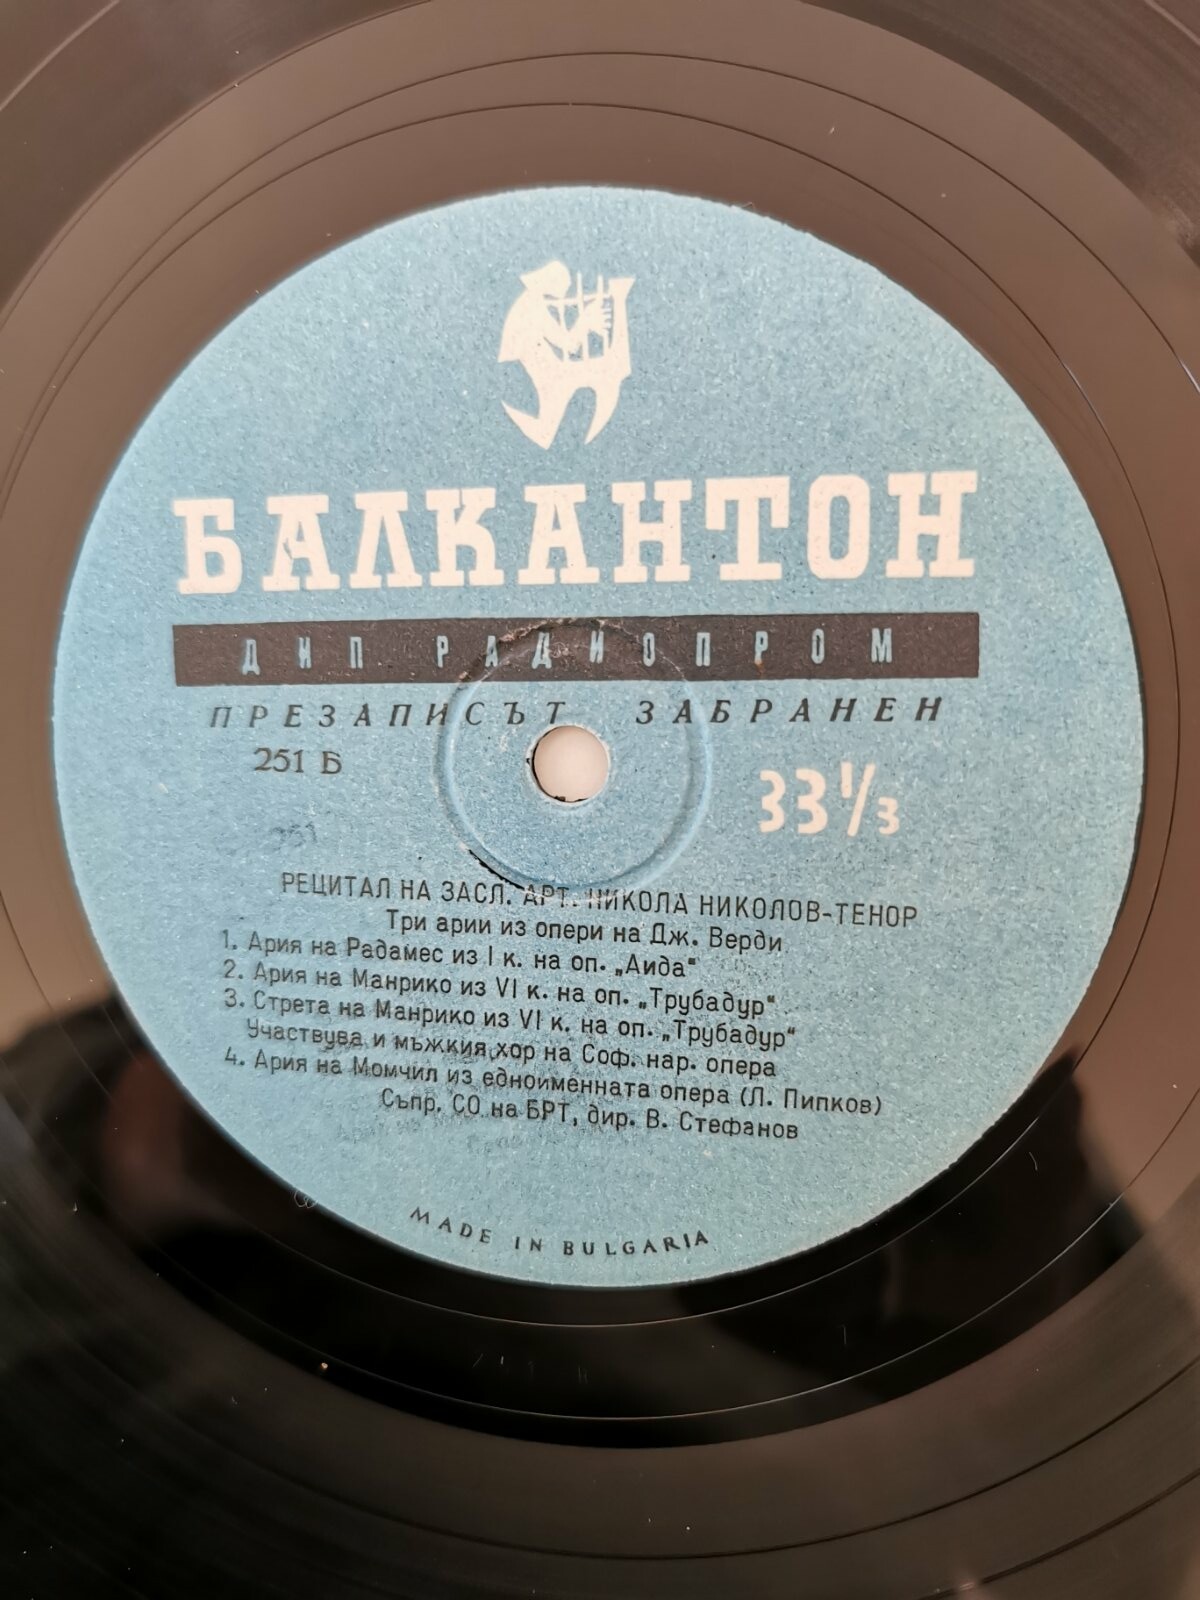 БАЛКАНТОН
ДИП РАДИОПРОМ
ПРЕЗАПИСЪТ ЗАБРАНЕН
251 Б
33 1/3
251
РЕЦИТАЛ НА ЗАСЛ. АРТ. НИКОЛА НИКОЛОВ-ТЕНОР
Три арии из опери на Дж. Верди
1. Ария на Радамес из I к. на оп. „Аида“
2. Ария на Манрико из VI к. на оп. „Трубадур“
3. Стрета на Манрико из VI к. на оп. „Трубадур“
Участвува и мъжкия хор на Соф. нар. опера
4. Ария на Момчил из едноименната опера (Л. Пипков)
Съпр. СО на БРТ, дир. В. Стефанов
MADE IN BULGARIA